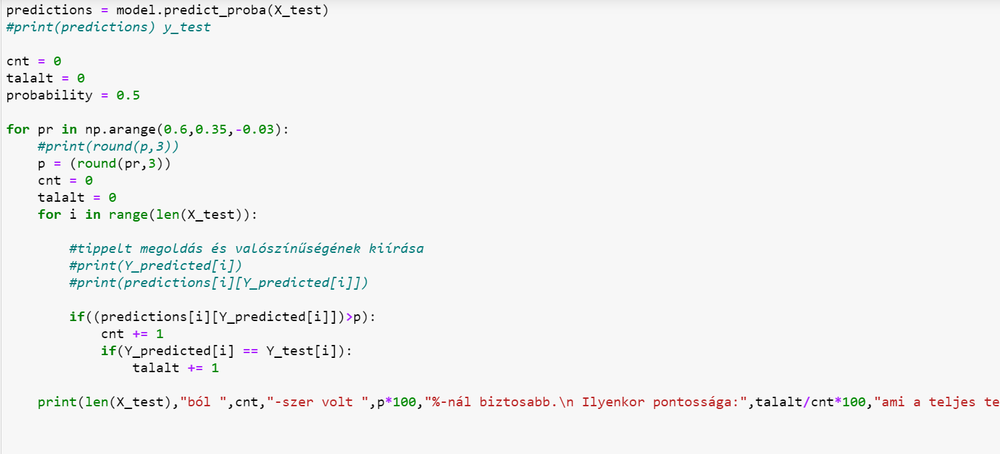 predictions = model.predict_proba(X_test)
#print(predictions) y_test
cnt = 0
talalt = 0
probability = 0.5
for pr in np.arange(0.6,0.35,-0.03):
    #print(round(p,3))
    p = (round(pr,3))
    cnt = 0
    talalt = 0
    for i in range(len(X_test)):
        #tippelt megoldás és valószínűségének kiírása
        #print(Y_predicted[i])
        #print(predictions[i][Y_predicted[i]])
        if((predictions[i][Y_predicted[i]])>p):
            cnt += 1
            if(Y_predicted[i] == Y_test[i]):
                talalt += 1
    print(len(X_test),"ból ",cnt,"-szer volt ",p*100,"%-nál biztosabb.\n Ilyenkor pontossága:",talalt/cnt*100,"ami a teljes te